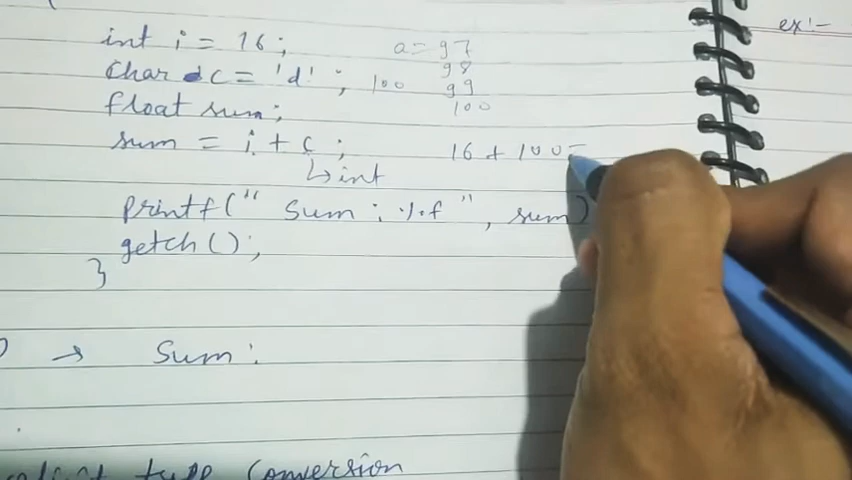 ex:-
int i = 16; a = 97
98
char c = 'd'; 100 99
float sum; 100
sum = i + c; 16 + 100 =
↳ int
printf(" Sum : %f ", sum)
getch();
}
→ Sum:
type conversion